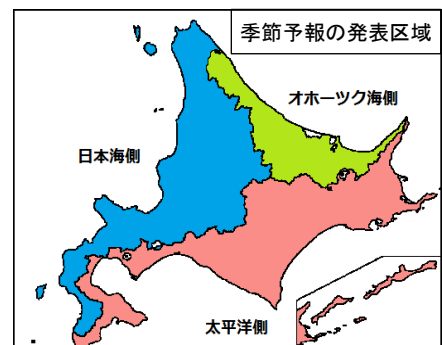 季節予報の発表区域
オホーツク海側
日本海側
太平洋側